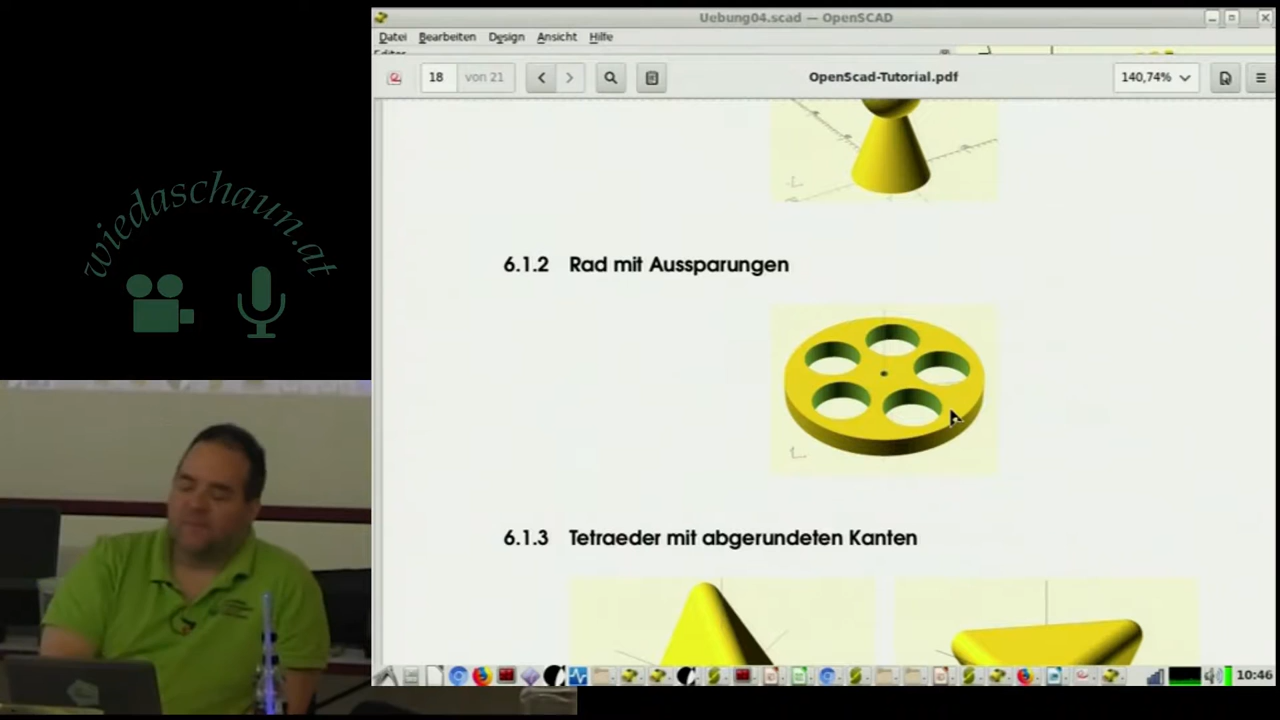 Uebung04.scad — OpenSCAD
Datei Bearbeiten Design Ansicht Hilfe
18 von 21
OpenScad-Tutorial.pdf
140,74%
wiedaschaun.at
6.1.2 Rad mit Aussparungen
6.1.3 Tetraeder mit abgerundeten Kanten
10:46